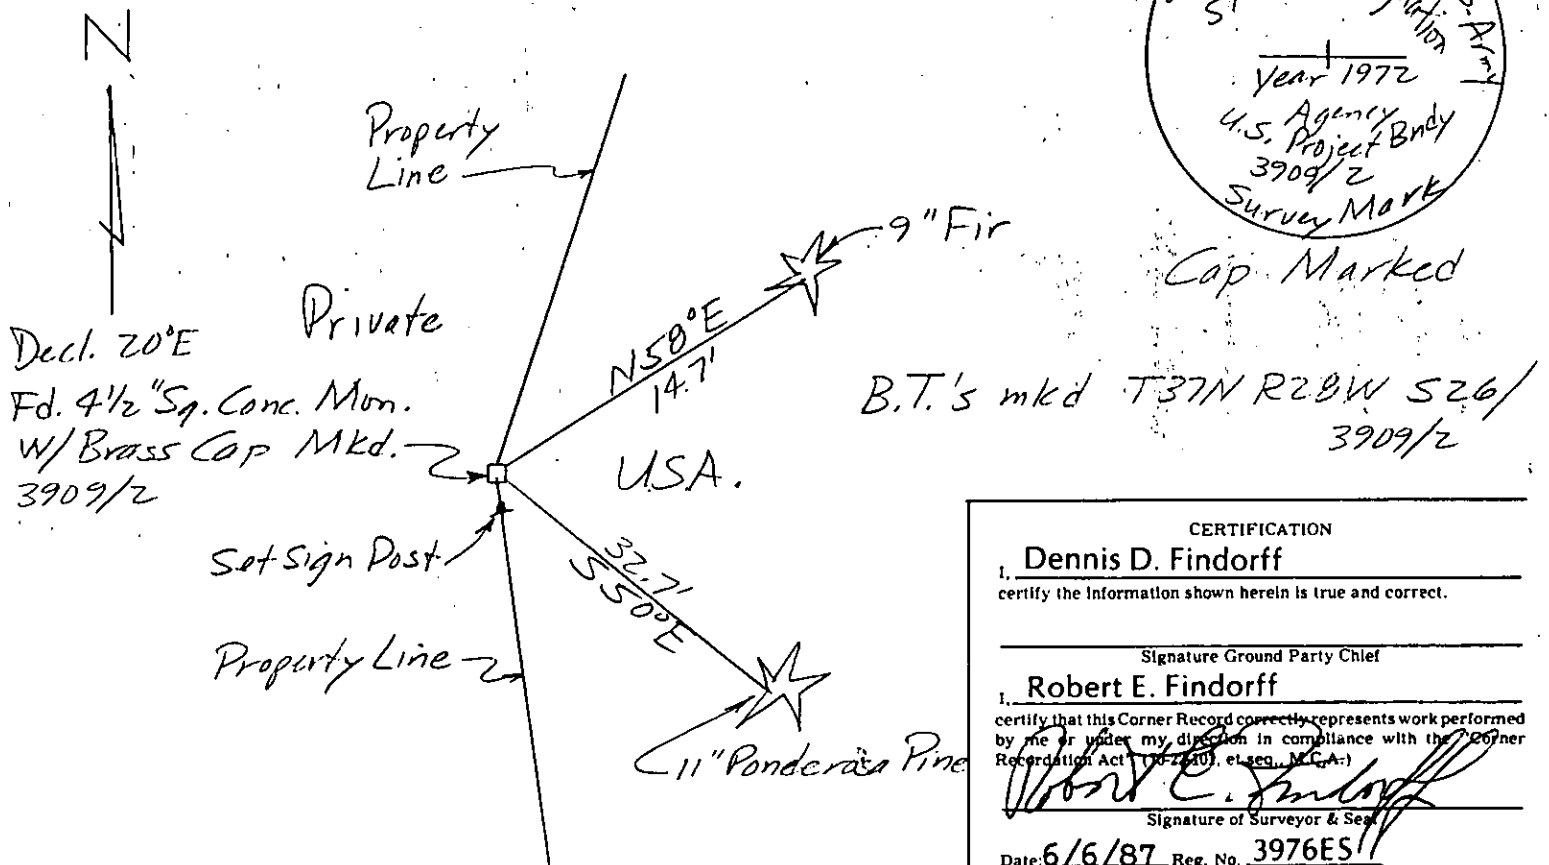 N
Property
Line
Private
Decl. 20°E
Fd. 4½" Sq. Conc. Mon.
W/ Brass Cap Mkd.
3909/2
Set Sign Post
Property Line
N58°E
14.7'
9" Fir
U.S.A.
32.7'
S50°E
11" Ponderosa Pine
Army
Year 1972
U.S. Agency
Project Bndy
3909/2
Survey Mark
Cap Marked
B.T.'s mkd T37N R28W S26/
3909/2
CERTIFICATION
I, Dennis D. Findorff
certify the information shown herein is true and correct.
Signature Ground Party Chief
I, Robert E. Findorff
certify that this Corner Record correctly represents work performed
by me or under my direction in compliance with the "Corner
Recordation Act" et seq., M.C.A.)
Robert E. Findorff
Signature of Surveyor & Seal
Date: 6/6/87 Reg. No. 3976ES